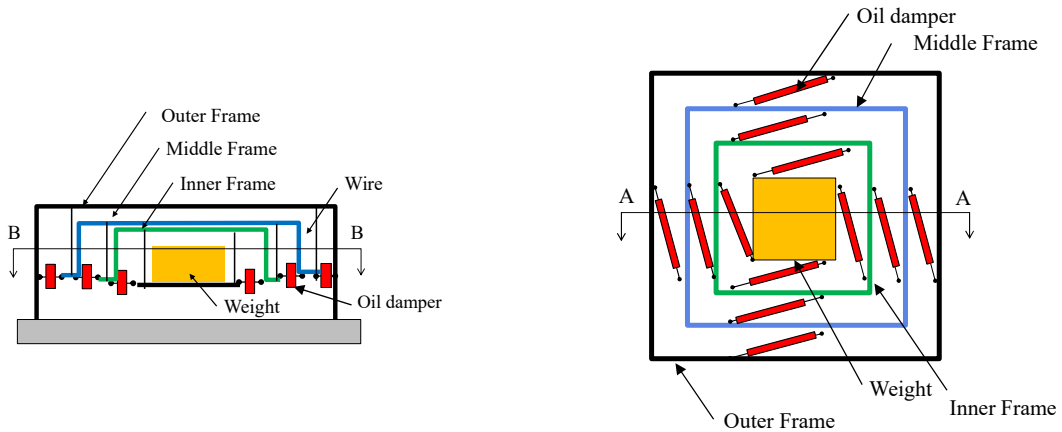 Outer Frame
Middle Frame
Inner Frame
Wire
B
B
Weight
Oil damper
Oil damper
Middle Frame
A
A
Weight
Inner Frame
Outer Frame